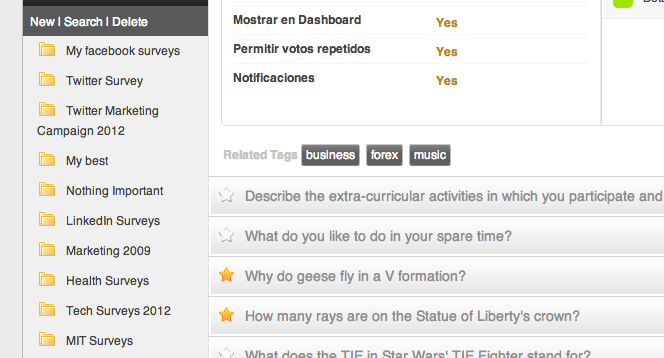 New | Search | Delete
My facebook surveys
Twitter Survey
Twitter Marketing
Campaign 2012
My best
Nothing Important
LinkedIn Surveys
Marketing 2009
Health Surveys
Tech Surveys 2012
MIT Surveys
Mostrar en Dashboard Yes
Permitir votos repetidos Yes
Notificaciones Yes
Related Tags business forex music
Describe the extra-curricular activities in which you participate and
What do you like to do in your spare time?
Why do geese fly in a V formation?
How many rays are on the Statue of Liberty's crown?
What does the TIE in Star Wars' TIE Fighter stand for?